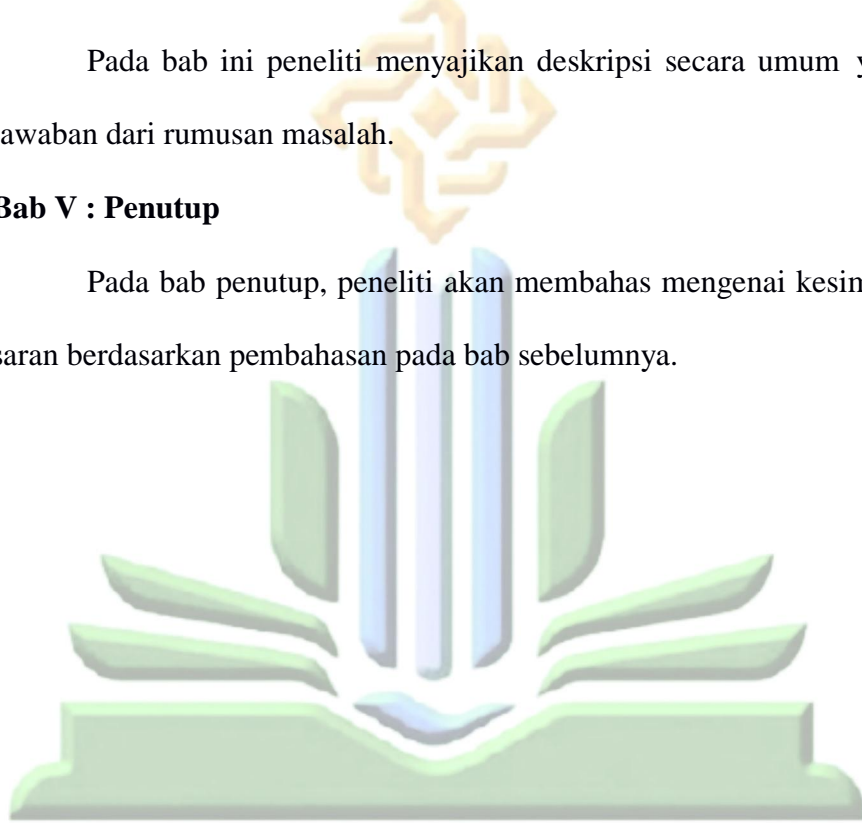 Pada bab ini peneliti menyajikan deskripsi secara umum
awaban dari rumusan masalah.
Bab V : Penutup
Pada bab penutup, peneliti akan membahas mengenai kesim
saran berdasarkan pembahasan pada bab sebelumnya.